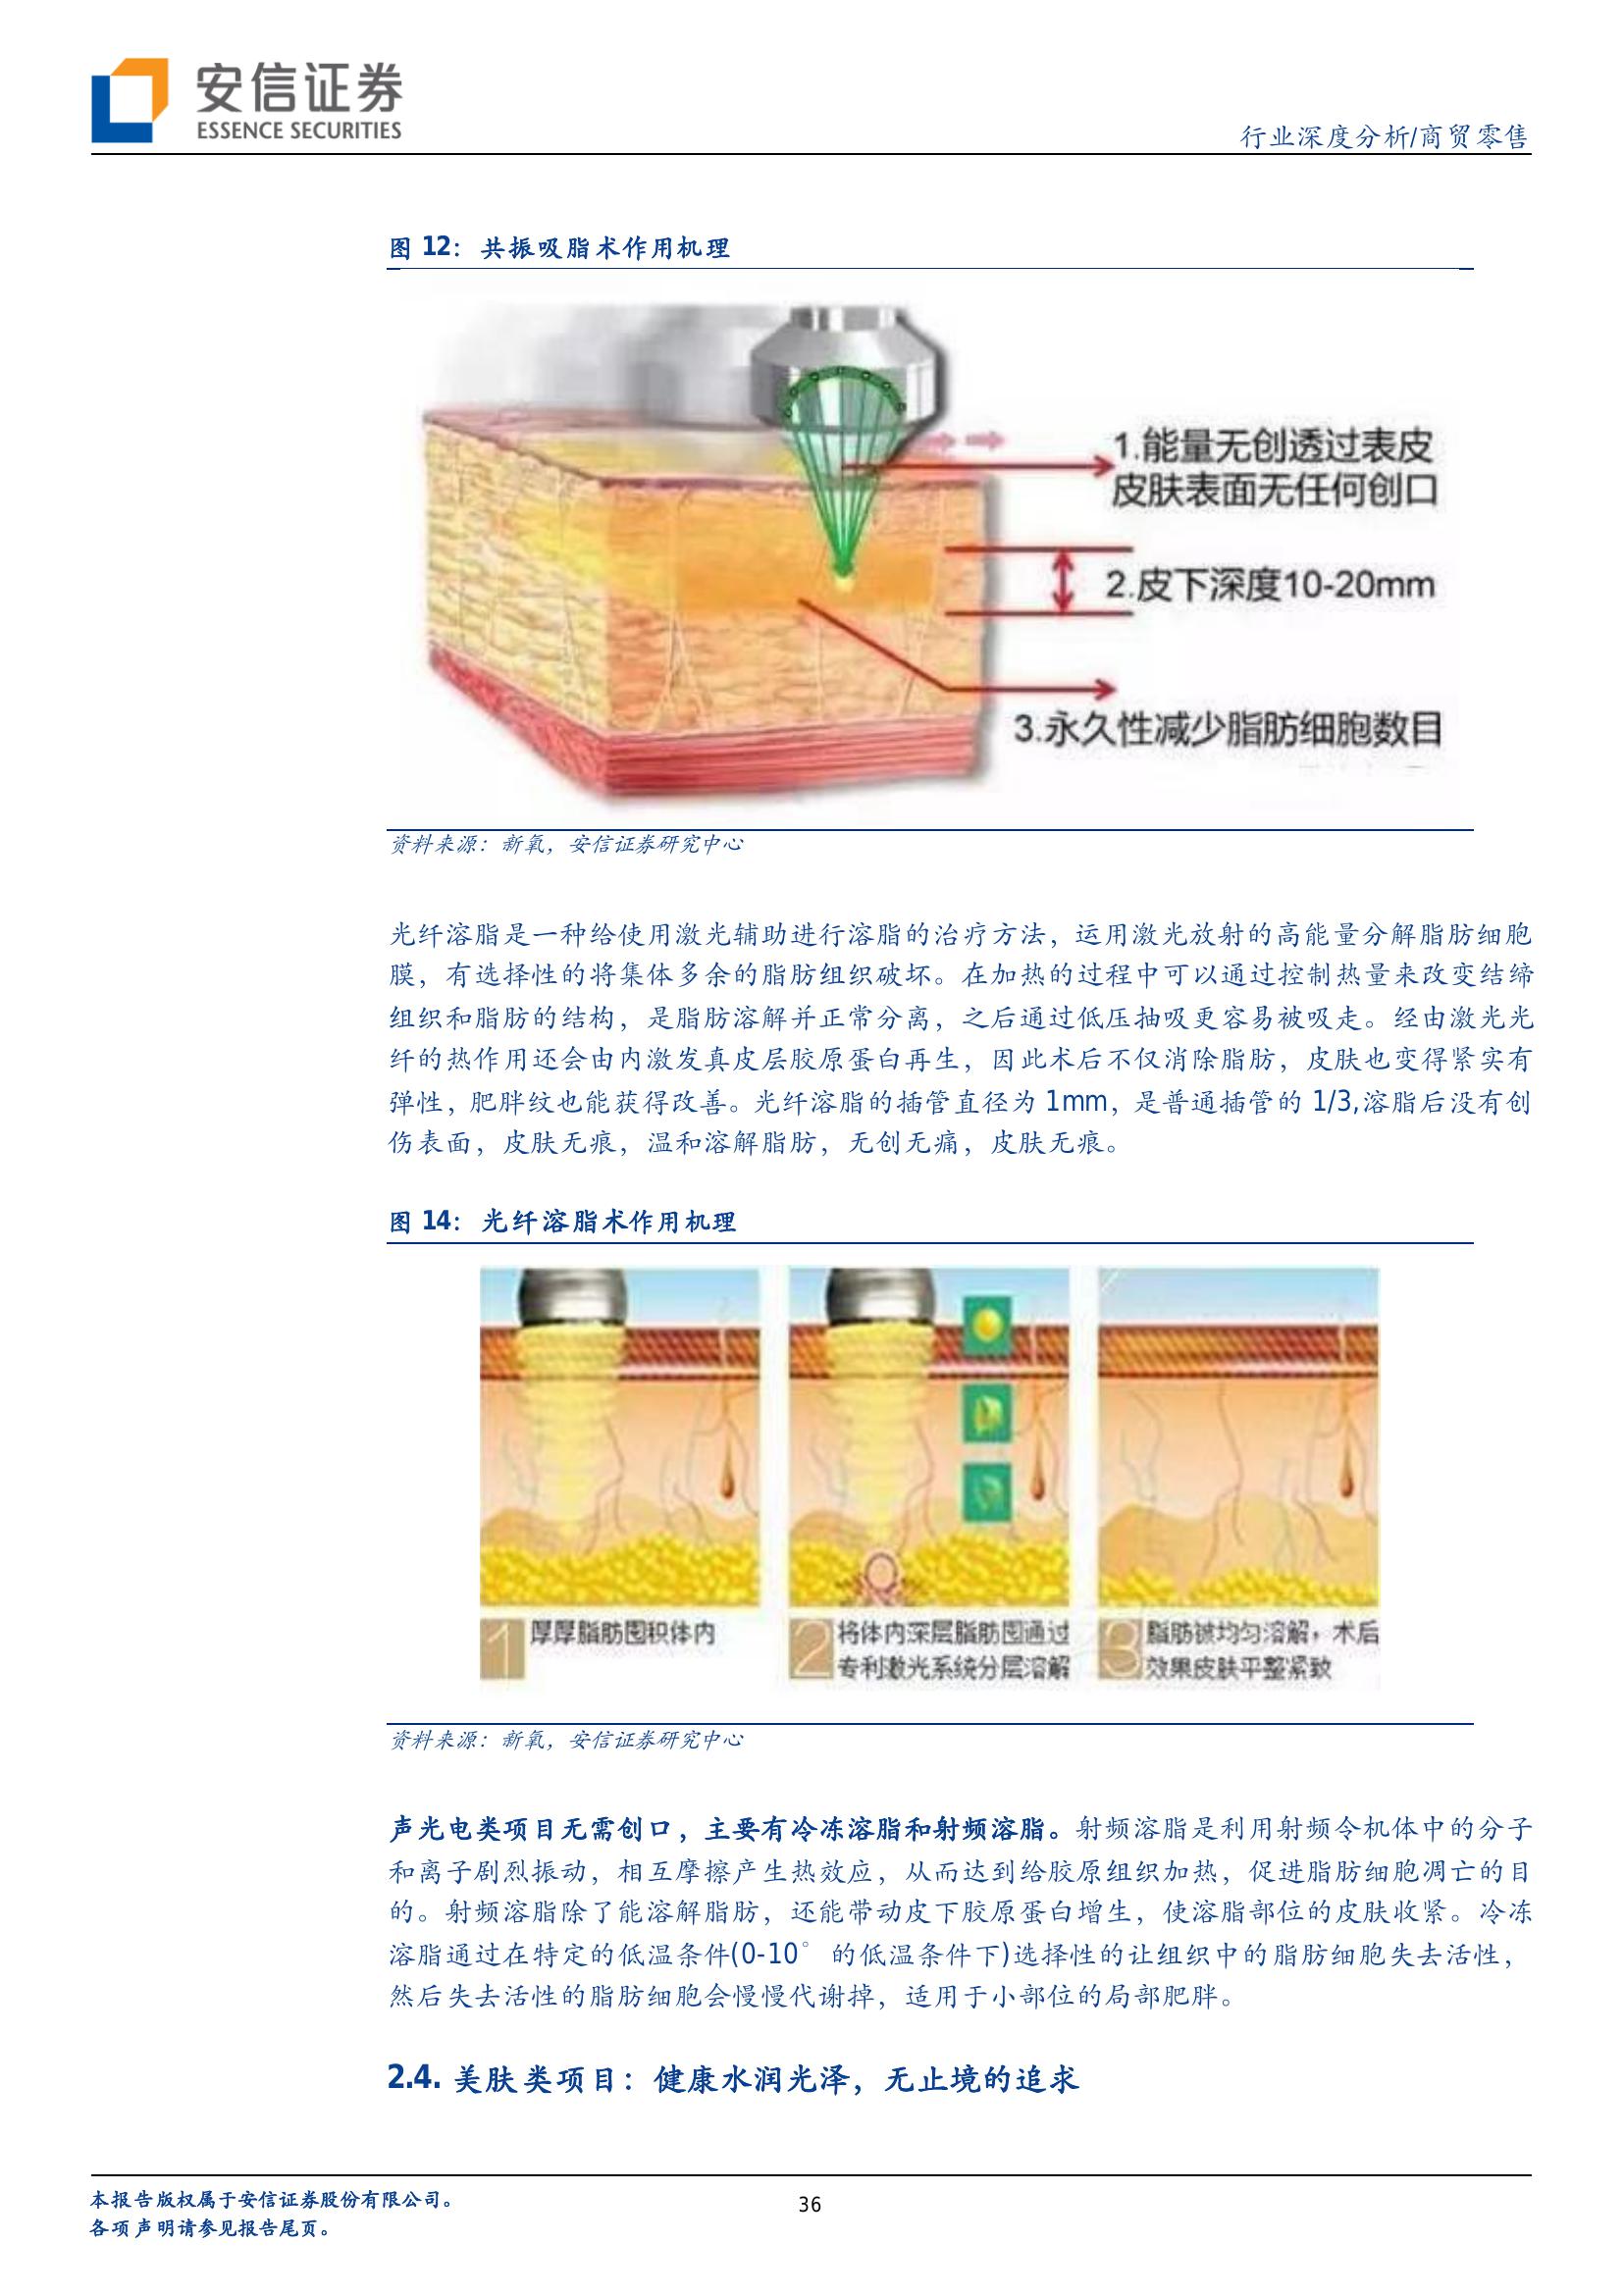 安信证券
ESSENCE SECURITIES
行业深度分析/商贸零售
图 12：共振吸脂术作用机理
1.能量无创透过表皮
皮肤表面无任何创口
2.皮下深度10-20mm
3.永久性减少脂肪细胞数目
资料来源：新氧，安信证券研究中心
光纤溶脂是一种给使用激光辅助进行溶脂的治疗方法，运用激光放射的高能量分解脂肪细胞
膜，有选择性的将集体多余的脂肪组织破坏。在加热的过程中可以通过控制热量来改变结缔
组织和脂肪的结构，是脂肪溶解并正常分离，之后通过低压抽吸更容易被吸走。经由激光光
纤的热作用还会由内激发真皮层胶原蛋白再生，因此术后不仅消除脂肪，皮肤也变得紧实有
弹性，肥胖纹也能获得改善。光纤溶脂的插管直径为 1mm，是普通插管的 1/3,溶脂后没有创
伤表面，皮肤无痕，温和溶解脂肪，无创无痛，皮肤无痕。
图 14：光纤溶脂术作用机理
1 厚厚脂肪囤积体内
2 将体内深层脂肪囤通过
专利激光系统分层溶解
3 脂肪被均匀溶解，术后
效果皮肤平整紧致
资料来源：新氧，安信证券研究中心
声光电类项目无需创口，主要有冷冻溶脂和射频溶脂。射频溶脂是利用射频令机体中的分子
和离子剧烈振动，相互摩擦产生热效应，从而达到给胶原组织加热，促进脂肪细胞凋亡的目
的。射频溶脂除了能溶解脂肪，还能带动皮下胶原蛋白增生，使溶脂部位的皮肤收紧。冷冻
溶脂通过在特定的低温条件(0-10° 的低温条件下)选择性的让组织中的脂肪细胞失去活性，
然后失去活性的脂肪细胞会慢慢代谢掉，适用于小部位的局部肥胖。
2.4. 美肤类项目：健康水润光泽，无止境的追求
本报告版权属于安信证券股份有限公司。
各项声明请参见报告尾页。
36